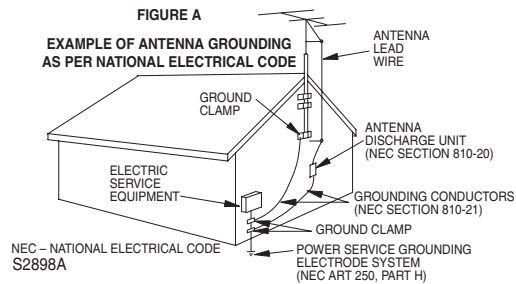 FIGURE A
EXAMPLE OF ANTENNA GROUNDING
AS PER NATIONAL ELECTRICAL CODE
ANTENNA
LEAD
WIRE
GROUND
CLAMP
ANTENNA
DISCHARGE UNIT
(NEC SECTION 810-20)
ELECTRIC
SERVICE
EQUIPMENT
GROUNDING CONDUCTORS
(NEC SECTION 810-21)
GROUND CLAMP
POWER SERVICE GROUNDING
ELECTRODE SYSTEM
(NEC ART 250, PART H)
NEC – NATIONAL ELECTRICAL CODE
S2898A